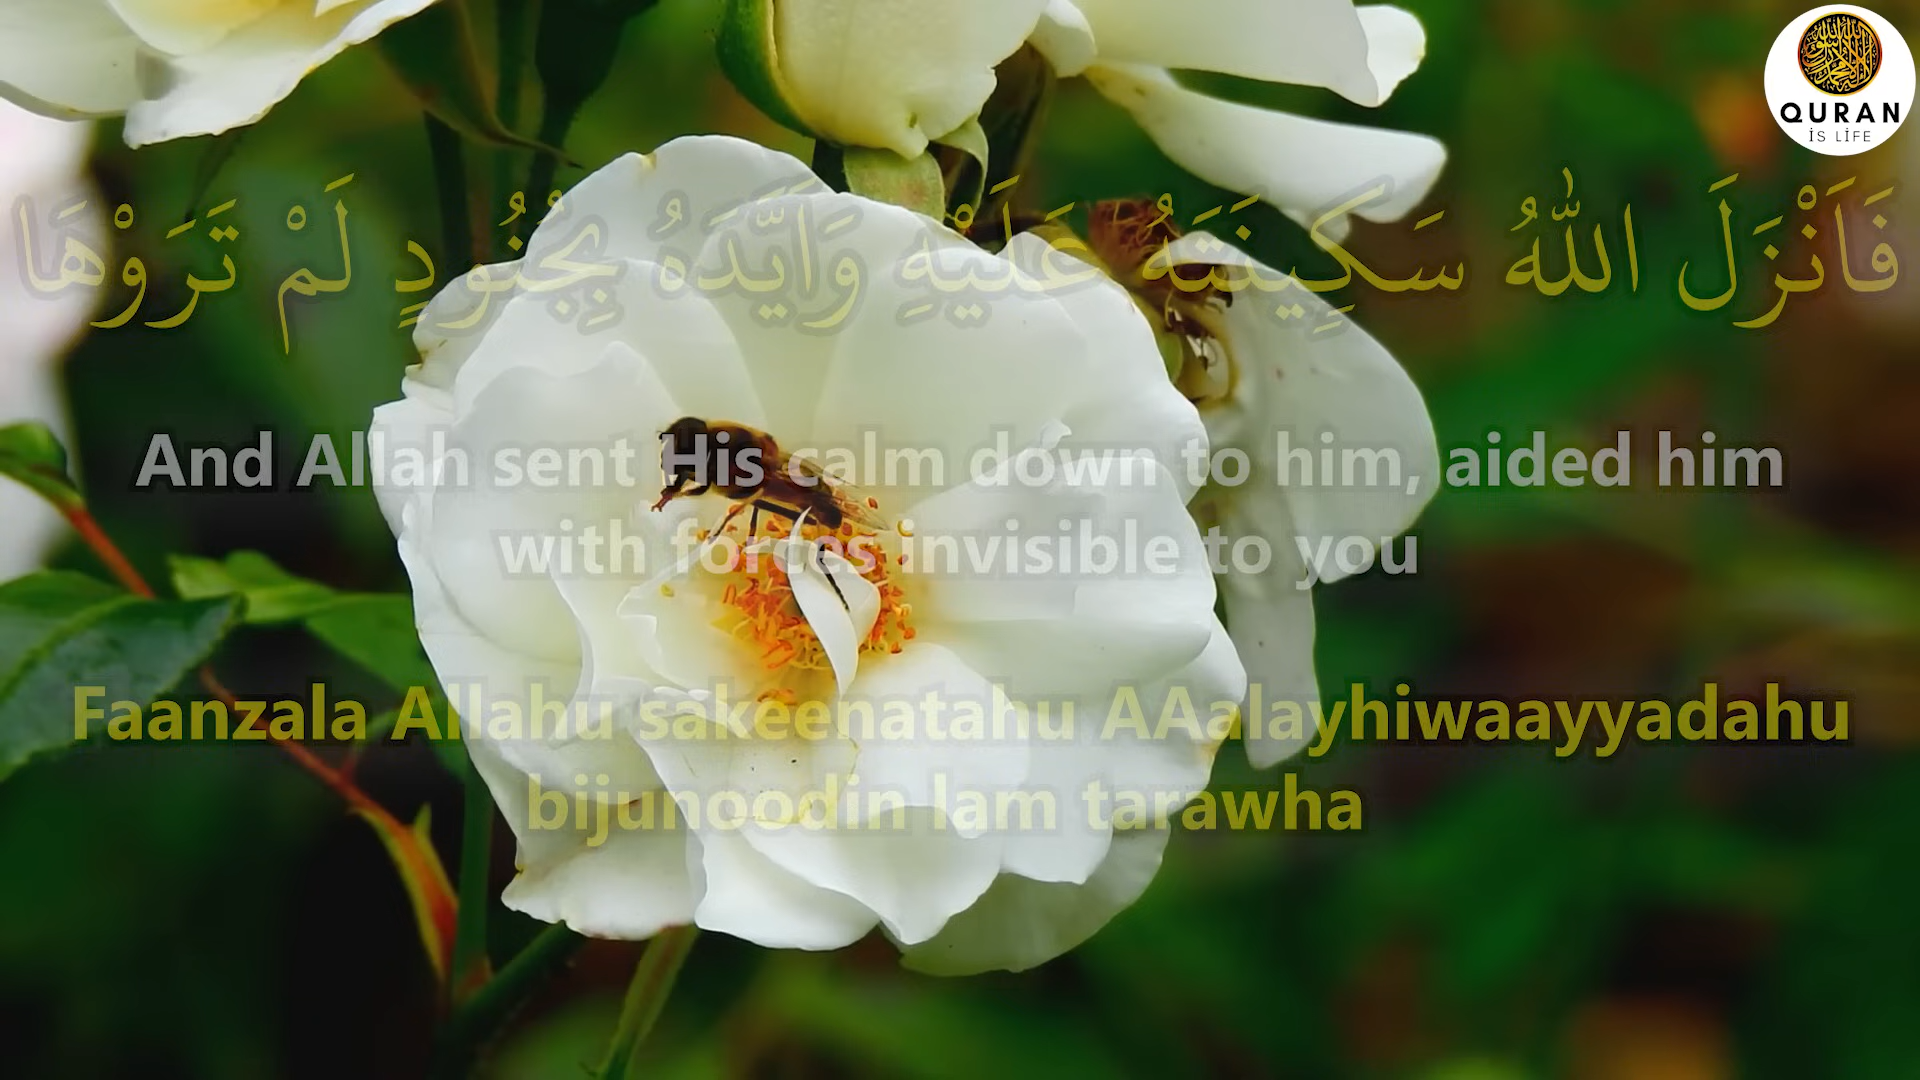 QURAN
İS LİFE
فَاَنْزَلَ اللّٰهُ سَكِينَتَهُ عَلَيْهِ وَاَيَّدَهُ بِجُنُودٍ لَمْ تَرَوْهَا
And Allah sent His calm down to him, aided him
with forces invisible to you
Faanzala Allahu sakeenatahu AAalayhiwaayyadahu
bijunoodin lam tarawha